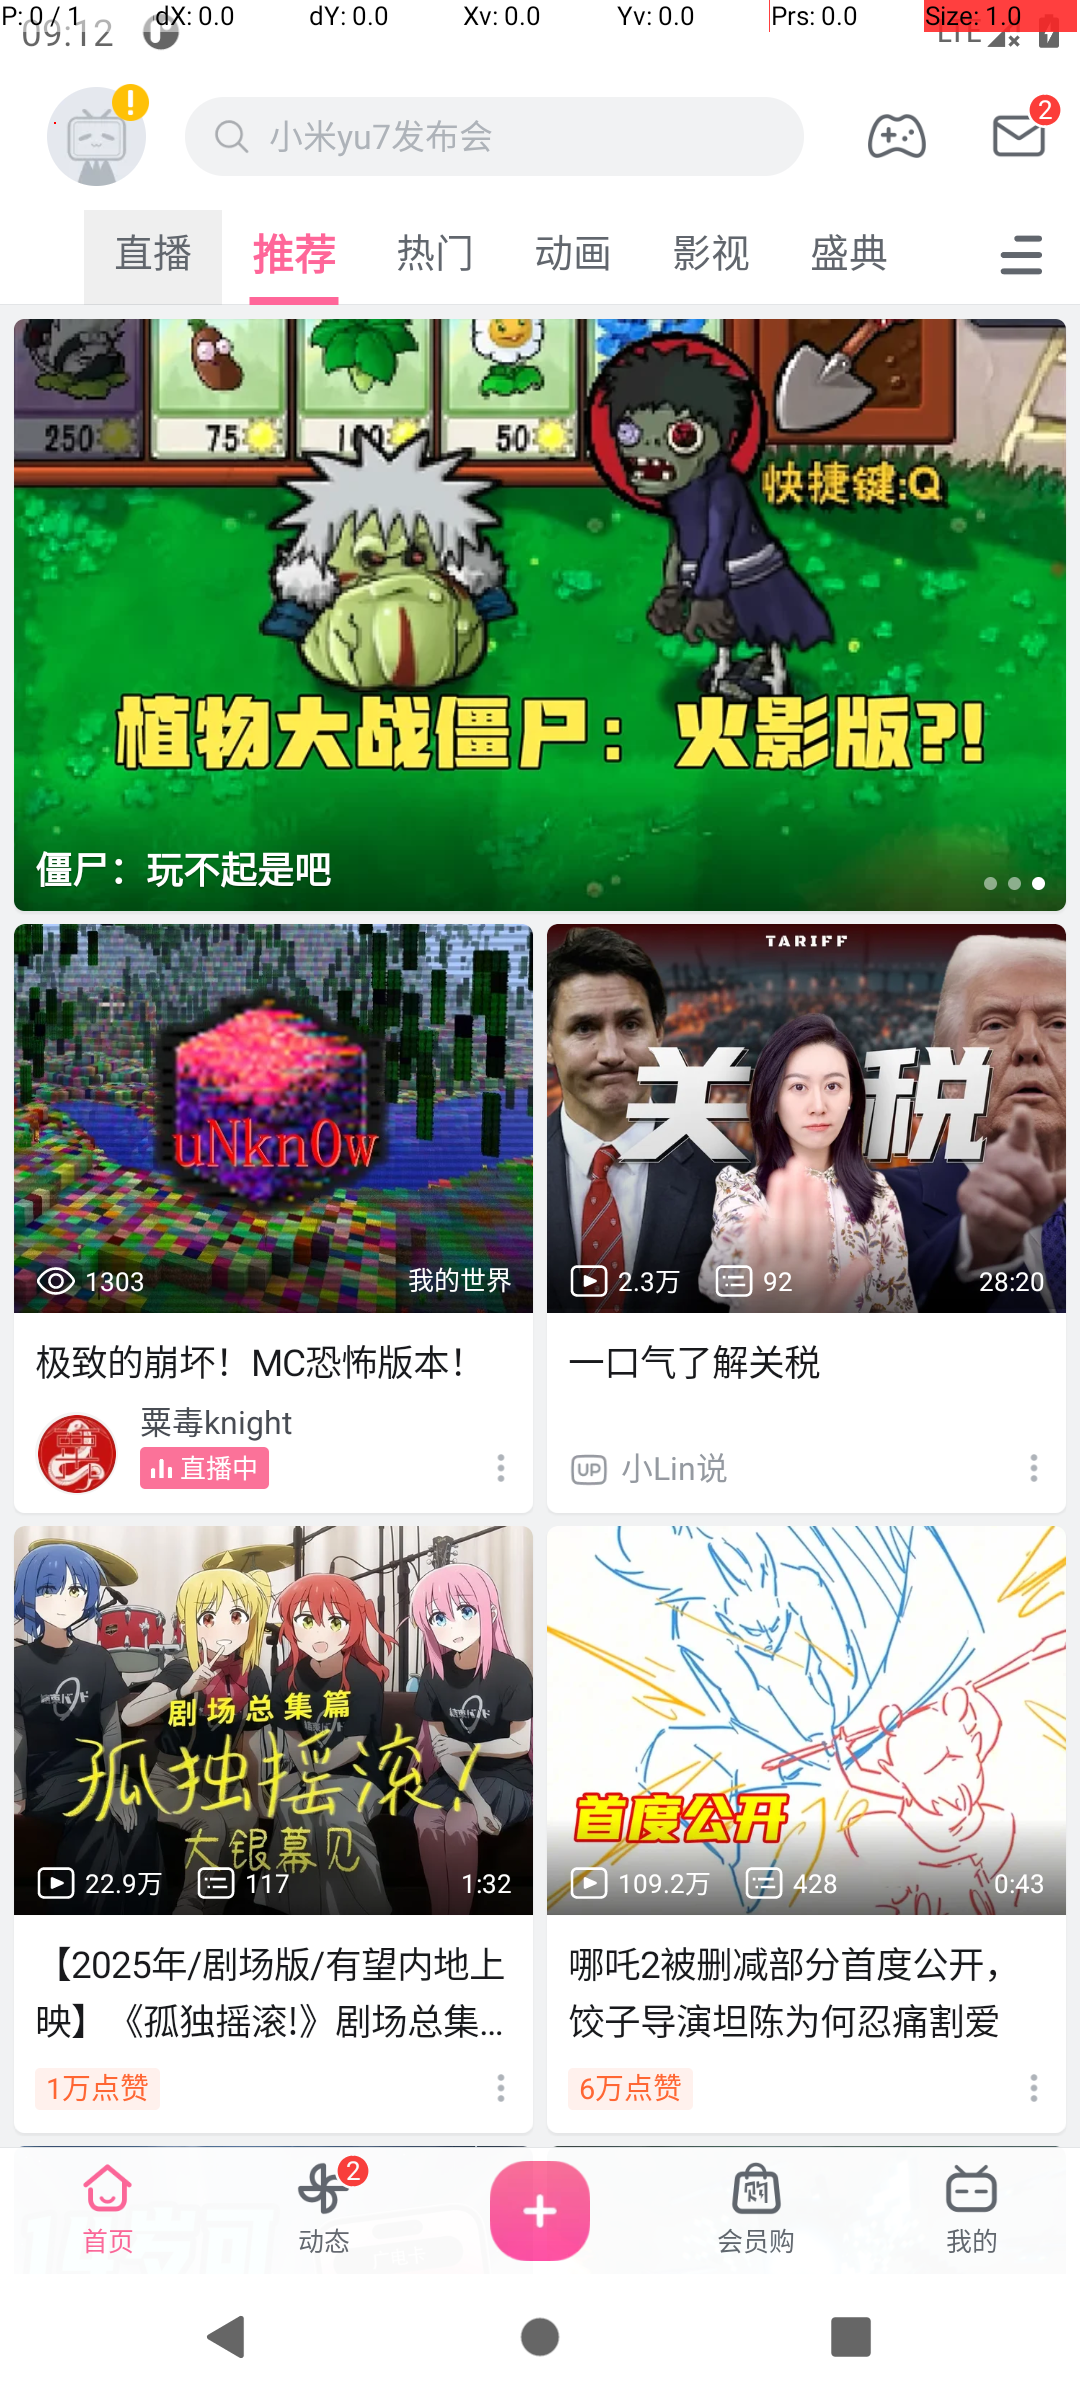 P: 0 / 1 dX: 0.0 dY: 0.0 Xv: 0.0 Yv: 0.0 Prs: 0.0 Size: 1.0
09:12 LTE
小米yu7发布会 2
直播 推荐 热门 动画 影视 盛典
250 75 100 50
快捷键:Q
植物大战僵尸：火影版?!
僵尸：玩不起是吧
uNkn0w
1303 我的世界
极致的崩坏！MC恐怖版本！
粟毒knight
直播中
TARIFF
关税
2.3万 92 28:20
一口气了解关税
UP 小Lin说
剧场总集篇
孤独摇滚!
大银幕见
22.9万 117 1:32
【2025年/剧场版/有望内地上
映】《孤独摇滚!》剧场总集...
1万点赞
首度公开
109.2万 428 0:43
哪吒2被删减部分首度公开，
饺子导演坦陈为何忍痛割爱
6万点赞
首页 动态 2 会员购 我的